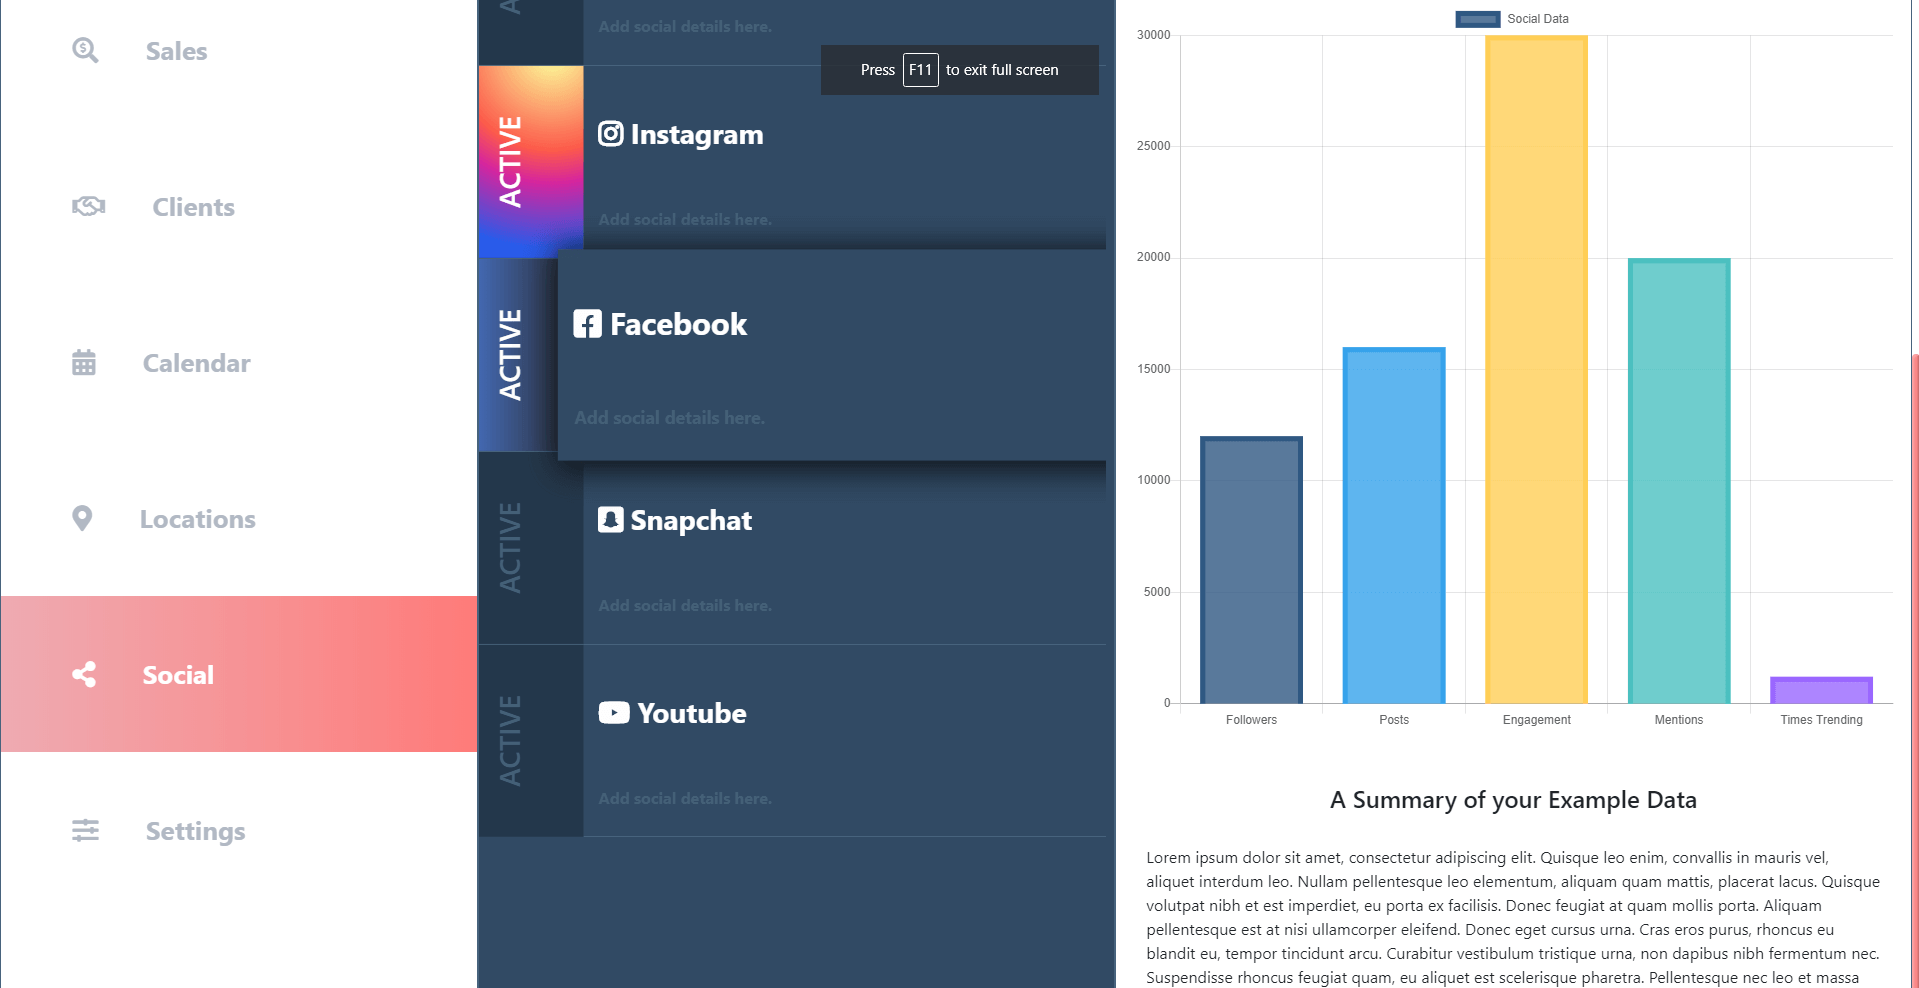 Sales
Clients
Calendar
Locations
Social
Settings
ACTIVE
Add social details here.
Press F11 to exit full screen
ACTIVE
Instagram
Add social details here.
ACTIVE
Facebook
Add social details here.
ACTIVE
Snapchat
Add social details here.
ACTIVE
Youtube
Add social details here.
Social Data
30000
25000
20000
15000
10000
5000
0
Followers Posts Engagement Mentions Times Trending
A Summary of your Example Data
Lorem ipsum dolor sit amet, consectetur adipiscing elit. Quisque leo enim, convallis in mauris vel,
aliquet interdum leo. Nullam pellentesque leo elementum, aliquam quam mattis, placerat lacus. Quisque
volutpat nibh et est imperdiet, eu porta ex facilisis. Donec feugiat at quam mollis porta. Aliquam
pellentesque est at nisi ullamcorper eleifend. Donec eget cursus urna. Cras eros purus, rhoncus eu
blandit eu, tempor tincidunt arcu. Curabitur vestibulum tristique urna, non dapibus nibh fermentum nec.
Suspendisse rhoncus feugiat quam, eu aliquet est scelerisque pharetra. Pellentesque nec leo et massa